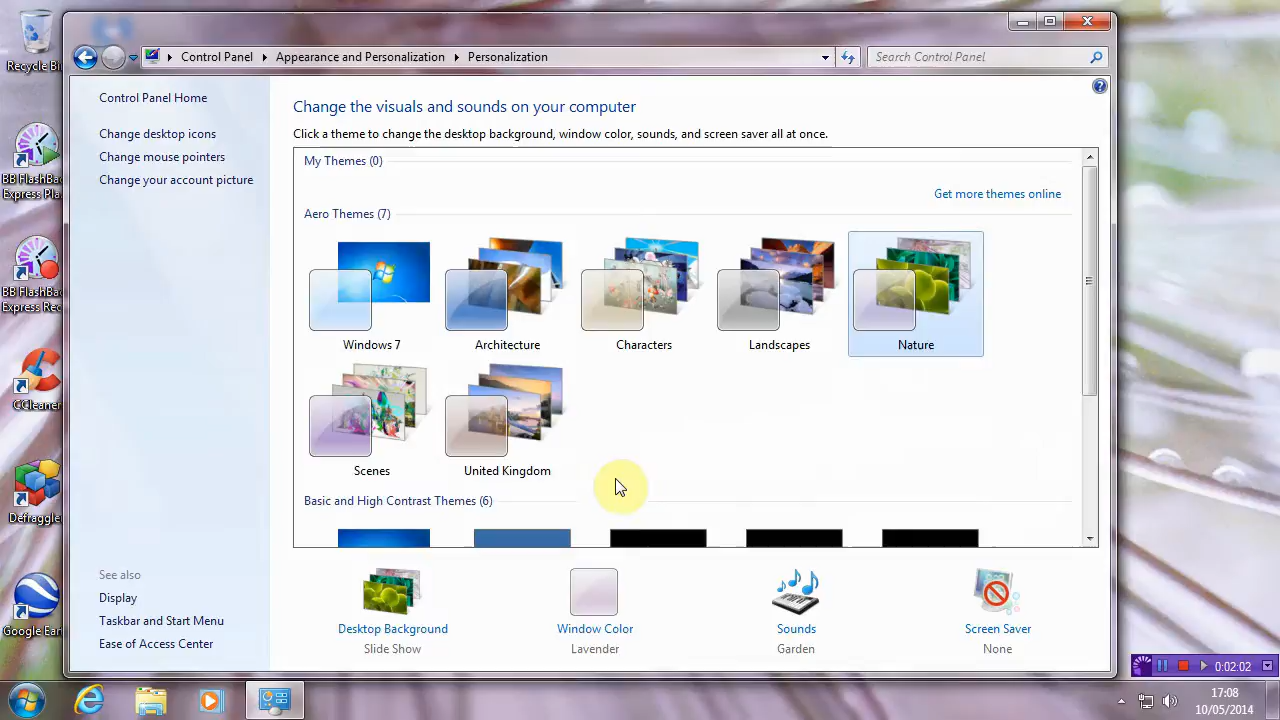 Control Panel
Appearance and Personalization
Personalization
Search Control Panel
Recycle Bi
BB FlashBack
Express Pla
BB FlashBack
Express Rec
CCleaner
Defraggler
Google Eart
Control Panel Home
Change desktop icons
Change mouse pointers
Change your account picture
See also
Display
Taskbar and Start Menu
Ease of Access Center
Change the visuals and sounds on your computer
Click a theme to change the desktop background, window color, sounds, and screen saver all at once.
My Themes (0)
Get more themes online
Aero Themes (7)
Windows 7
Architecture
Characters
Landscapes
Nature
Scenes
United Kingdom
Basic and High Contrast Themes (6)
Desktop Background
Slide Show
Window Color
Lavender
Sounds
Garden
Screen Saver
None
0:02:02
17:08
10/05/2014